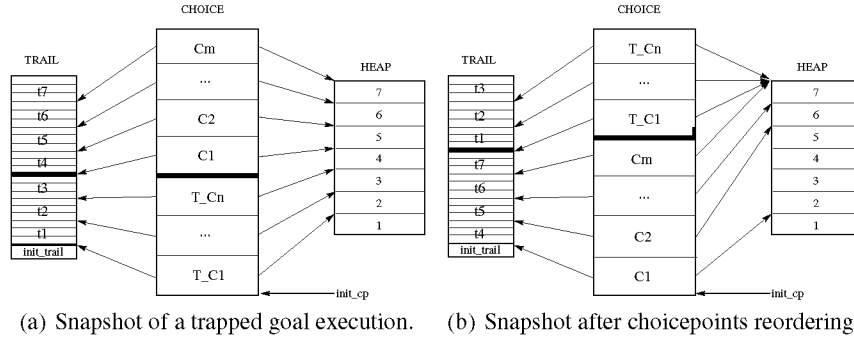 CHOICE
TRAIL
HEAP
t7
t6
t5
t4
t3
t2
t1
init_trail
Cm
...
C2
C1
T_Cn
...
T_C1
7
6
5
4
3
2
1
init_cp
(a) Snapshot of a trapped goal execution.
CHOICE
TRAIL
HEAP
t3
t2
t1
t7
t6
t5
t4
init_trail
T_Cn
...
T_C1
Cm
...
C2
C1
7
6
5
4
3
2
1
init_cp
(b) Snapshot after choicepoints reordering